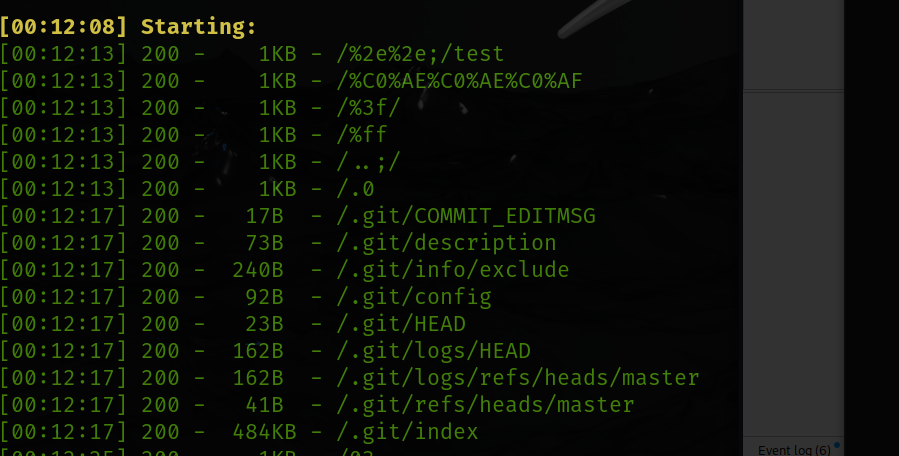 [00:12:08] Starting:
[00:12:13] 200 -    1KB - /%2e%2e;/test
[00:12:13] 200 -    1KB - /%C0%AE%C0%AE%C0%AF
[00:12:13] 200 -    1KB - /%3f/
[00:12:13] 200 -    1KB - /%ff
[00:12:13] 200 -    1KB - /..;/
[00:12:13] 200 -    1KB - /.0
[00:12:17] 200 -   17B  - /.git/COMMIT_EDITMSG
[00:12:17] 200 -   73B  - /.git/description
[00:12:17] 200 -  240B  - /.git/info/exclude
[00:12:17] 200 -   92B  - /.git/config
[00:12:17] 200 -   23B  - /.git/HEAD
[00:12:17] 200 -  162B  - /.git/logs/HEAD
[00:12:17] 200 -  162B  - /.git/logs/refs/heads/master
[00:12:17] 200 -   41B  - /.git/refs/heads/master
[00:12:17] 200 -  484KB - /.git/index
Event log (6)